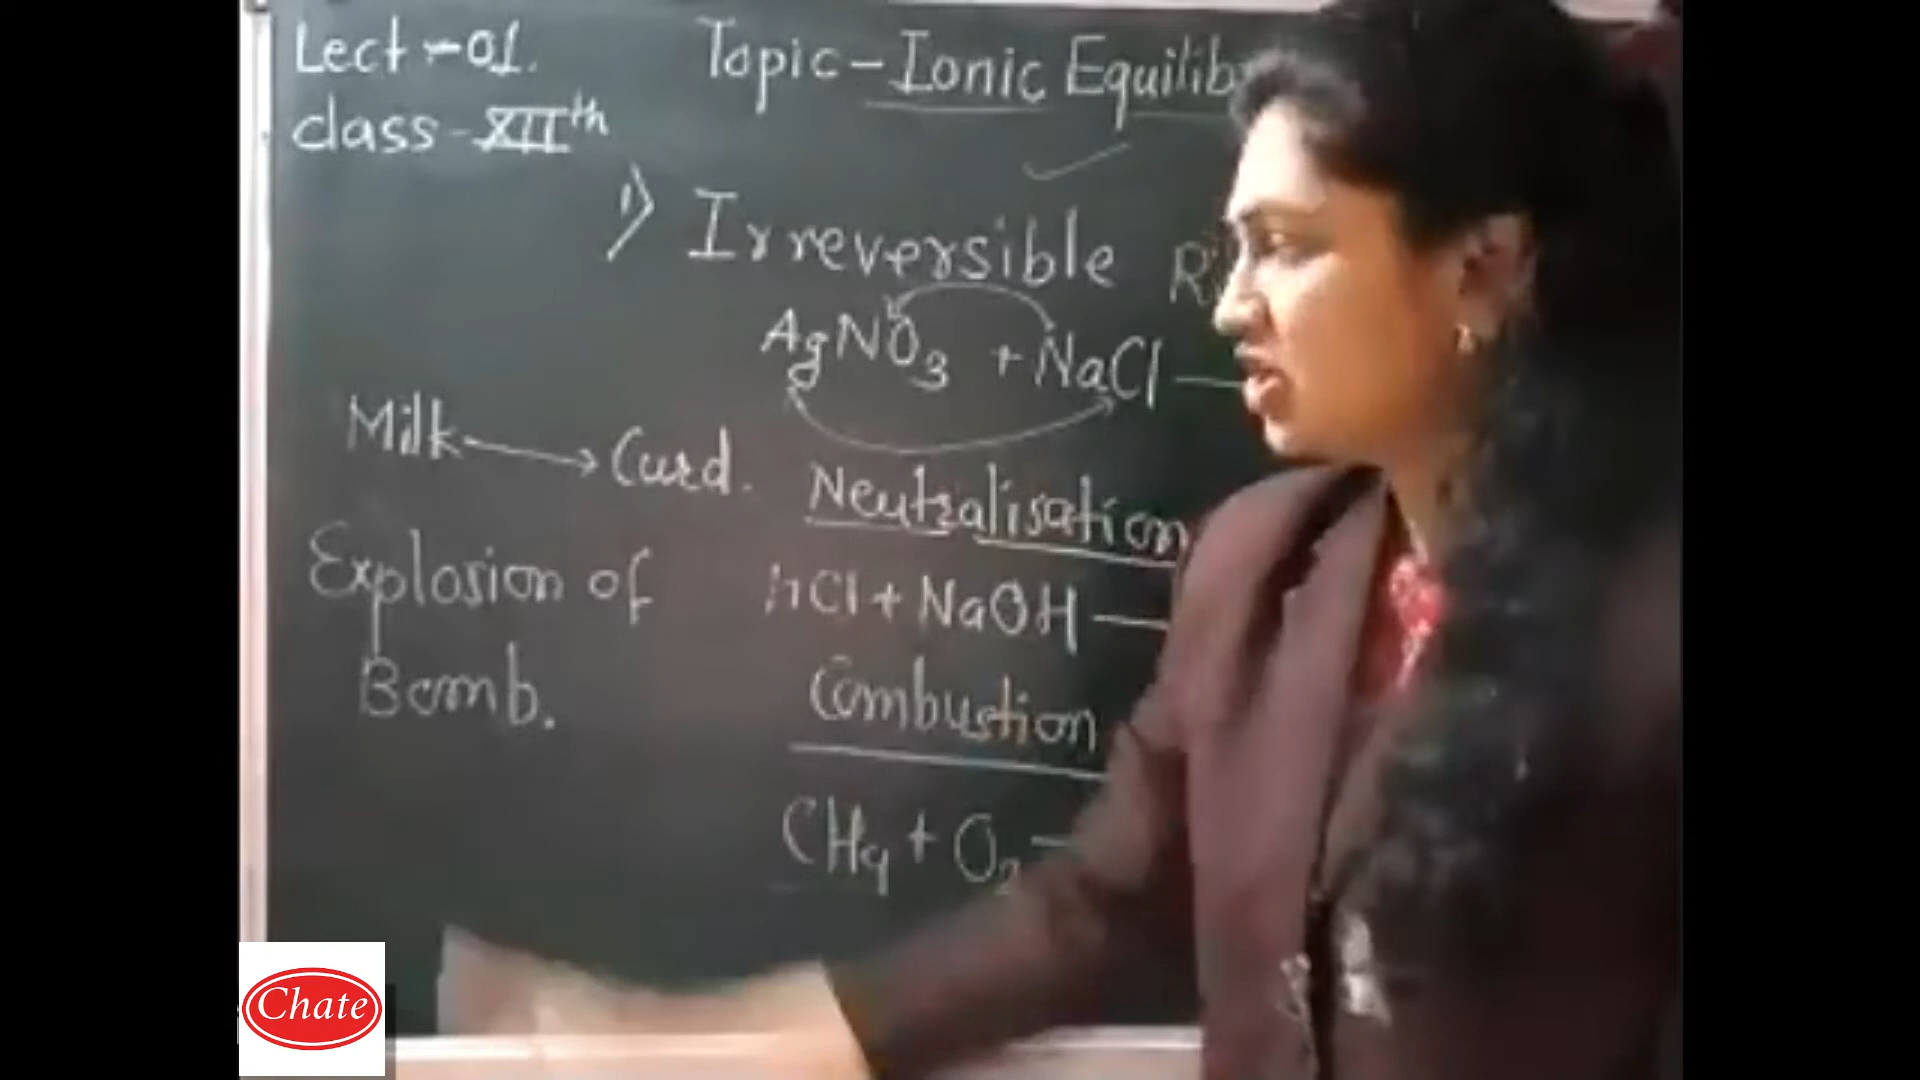 Lect - 01.
Topic - Ionic Equilib
class - XIIth
1) Irreversible R
AgNO3 + NaCl
Milk → Curd.
Neutralisation
Explosion of
HCl + NaOH
Bomb.
Combustion
CH4 + O2
Chate